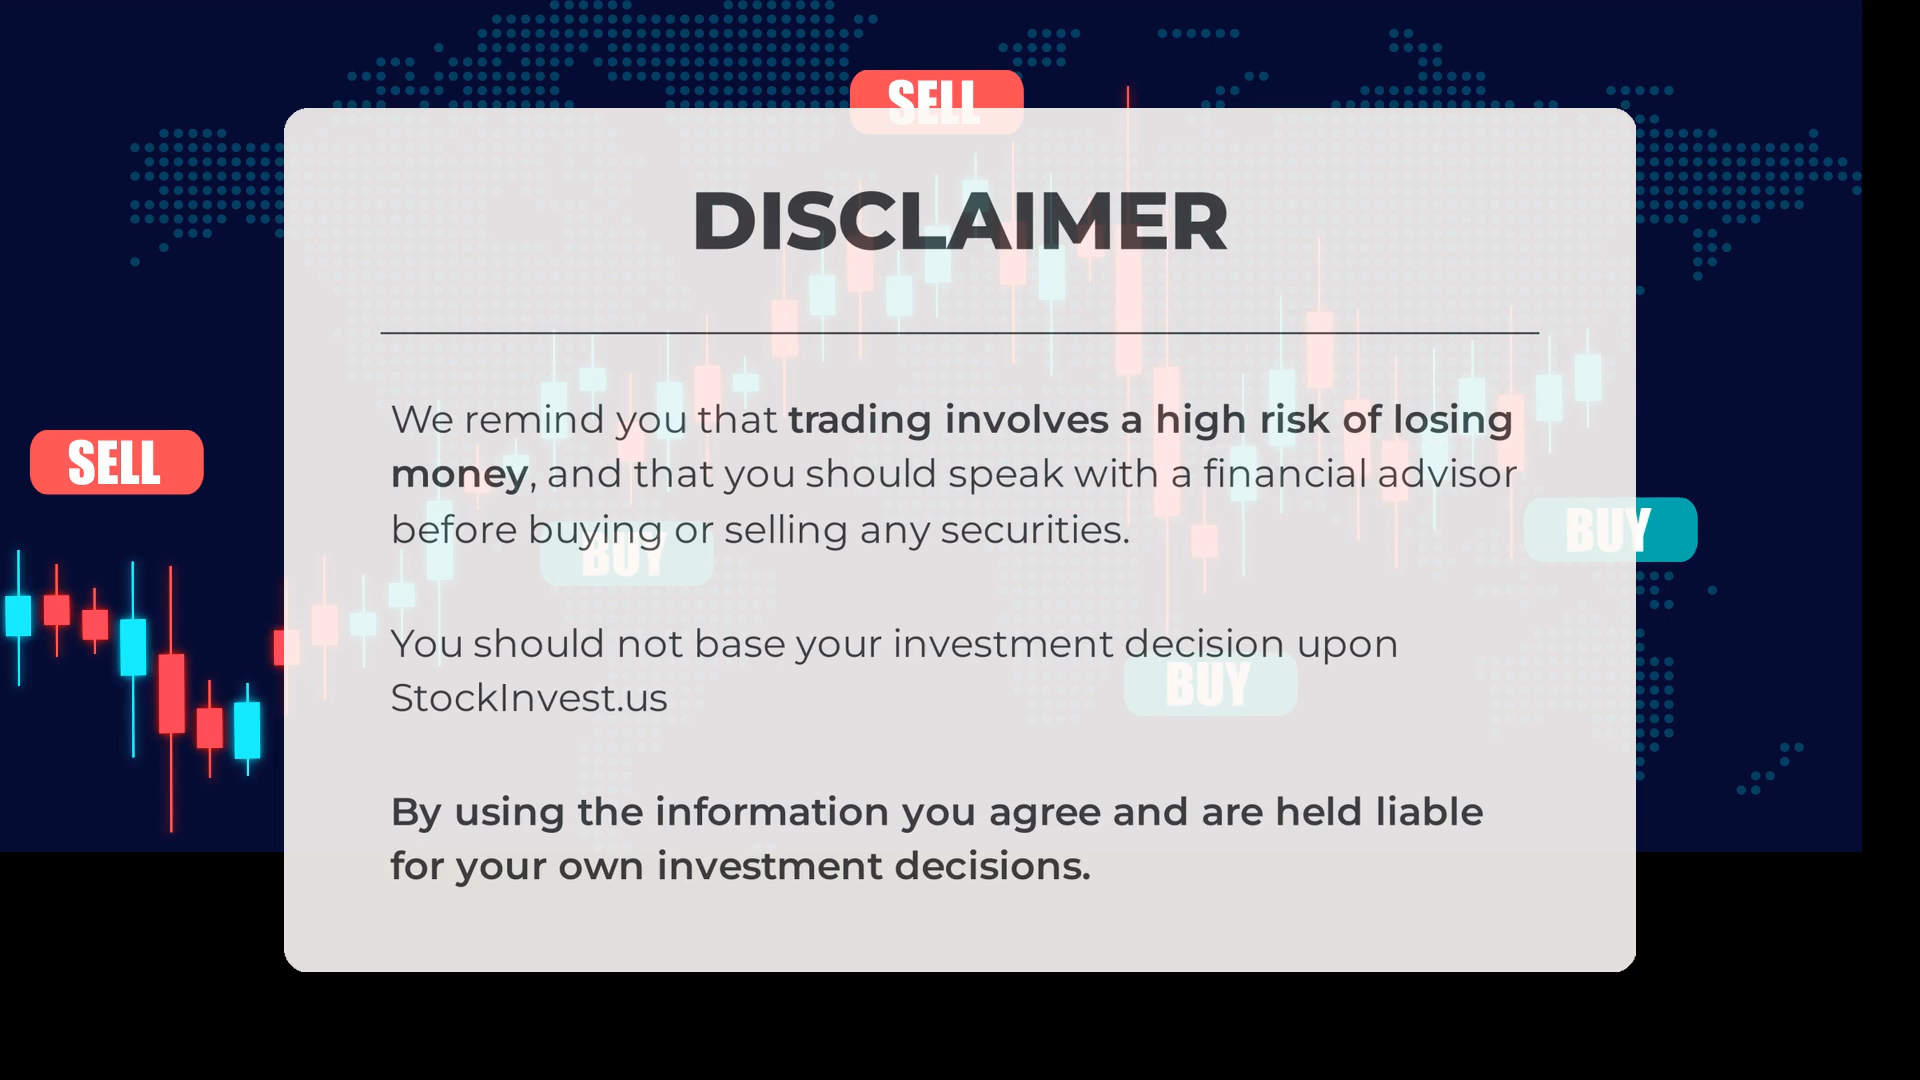 SELL
DISCLAIMER
We remind you that trading involves a high risk of losing
money, and that you should speak with a financial advisor
before buying or selling any securities.
SELL
BUY
BUY
You should not base your investment decision upon
StockInvest.us
BUY
By using the information you agree and are held liable
for your own investment decisions.